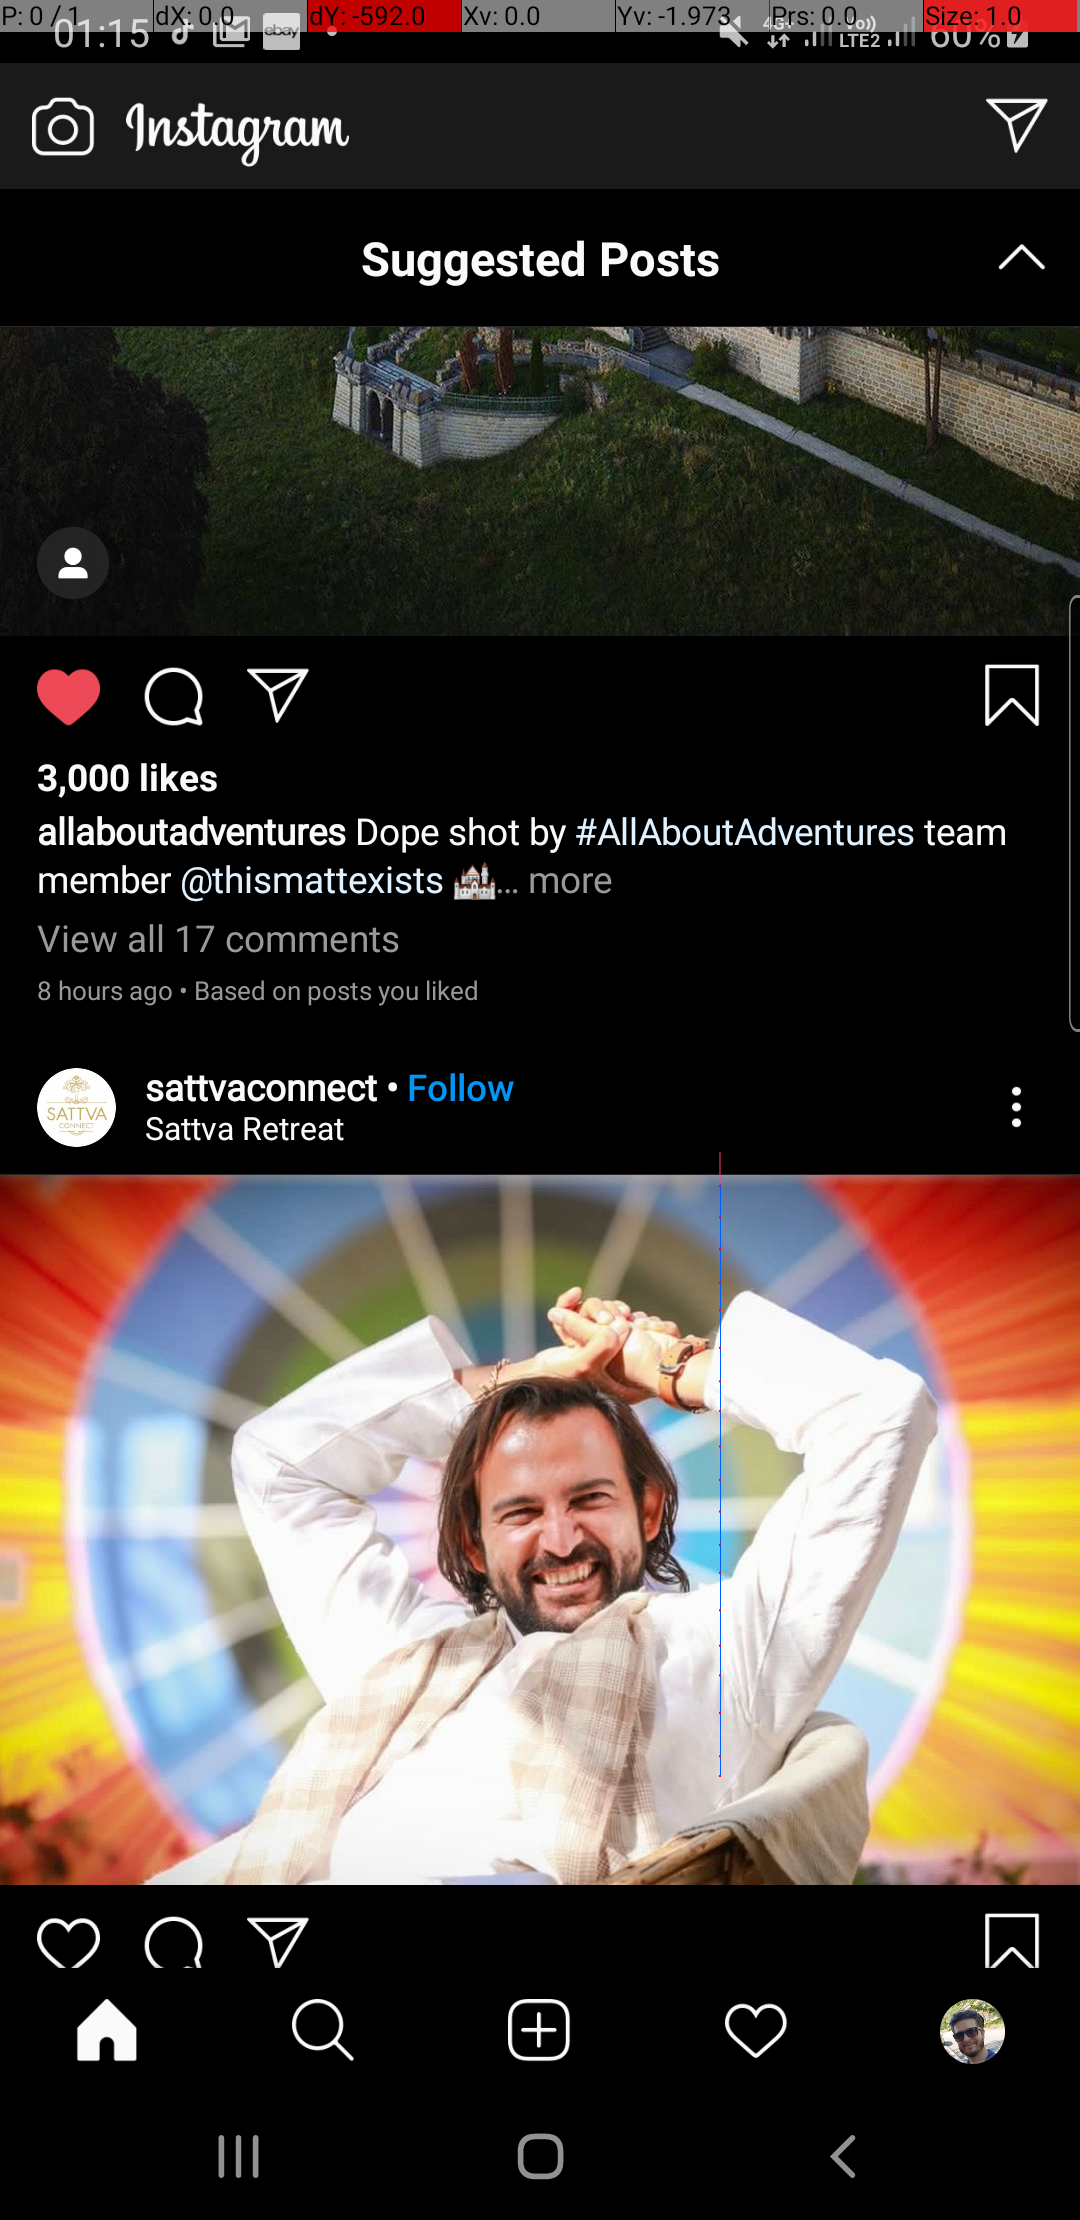 P: 0 / 1 dX: 0.0 dY: -592.0 Xv: 0.0 Yv: -1.973 Prs: 0.0 Size: 1.0
01:15 ebay 4G+ Vo)) LTE2 60%
Instagram
Suggested Posts
3,000 likes
allaboutadventures Dope shot by #AllAboutAdventures team
member @thismattexists 🏰... more
View all 17 comments
8 hours ago • Based on posts you liked
SATTVA
CONNECT
sattvaconnect • Follow
Sattva Retreat